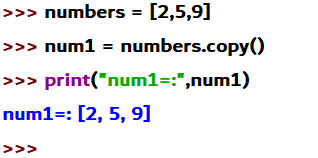 >>> numbers = [2,5,9]
>>> num1 = numbers.copy()
>>> print("num1=:",num1)
num1=: [2, 5, 9]
>>>